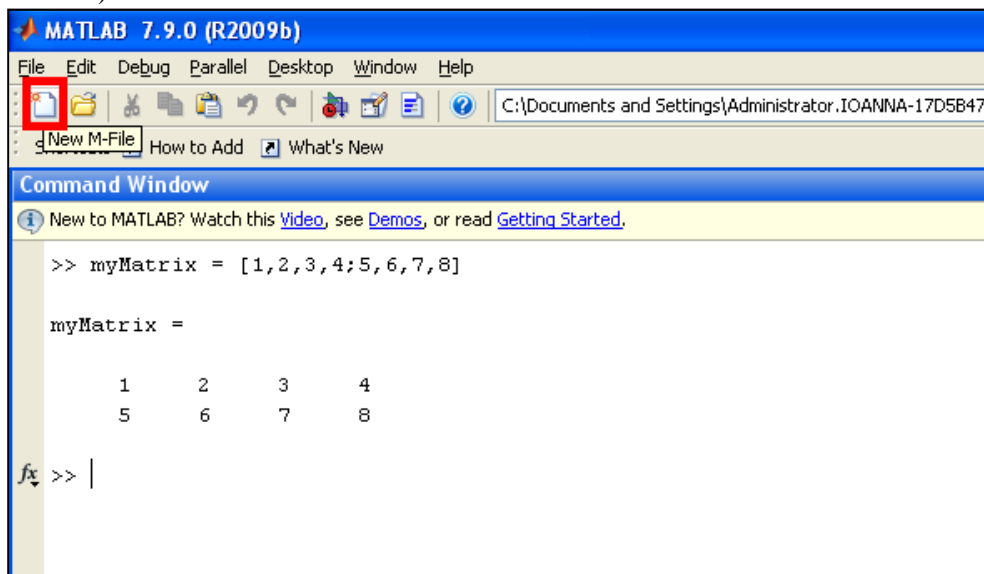 MATLAB 7.9.0 (R2009b)
File Edit Debug Parallel Desktop Window Help
C:\Documents and Settings\Administrator.IOANNA-17D5B47
New M-File
How to Add What's New
Command Window
New to MATLAB? Watch this Video, see Demos, or read Getting Started.
>> myMatrix = [1,2,3,4;5,6,7,8]
myMatrix =
1 2 3 4
5 6 7 8
fx >>